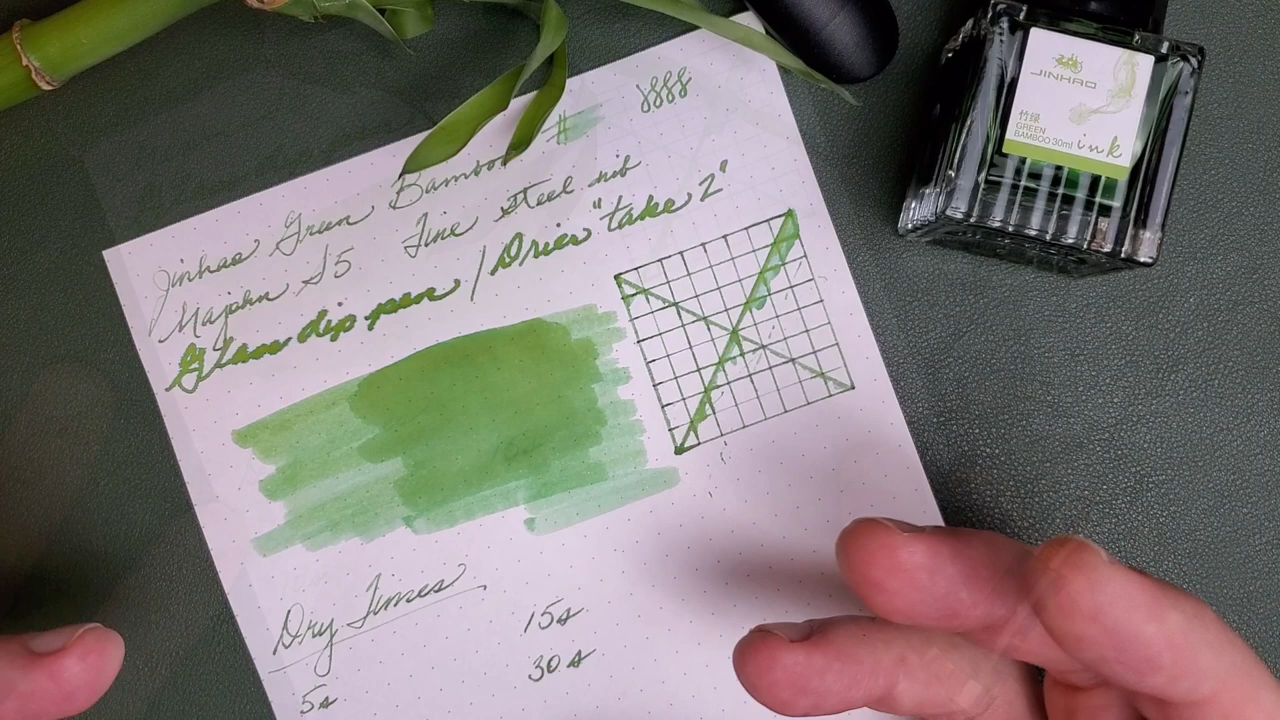 Jinhao Green Bamboo #
Majohn S5 Fine steel nib
Glass dip pen / Drier "take 2"
Dry Times
5s
15s
30s
JINHAO
竹绿
GREEN
BAMBOO 30ml ink